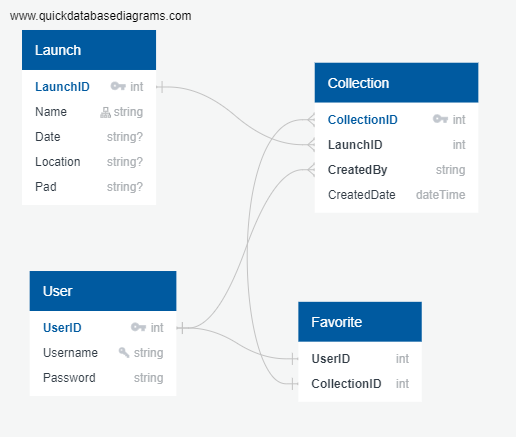 www.quickdatabasediagrams.com
Launch
LaunchID int
Name string
Date string?
Location string?
Pad string?
Collection
CollectionID int
LaunchID int
CreatedBy string
CreatedDate dateTime
User
UserID int
Username string
Password string
Favorite
UserID int
CollectionID int